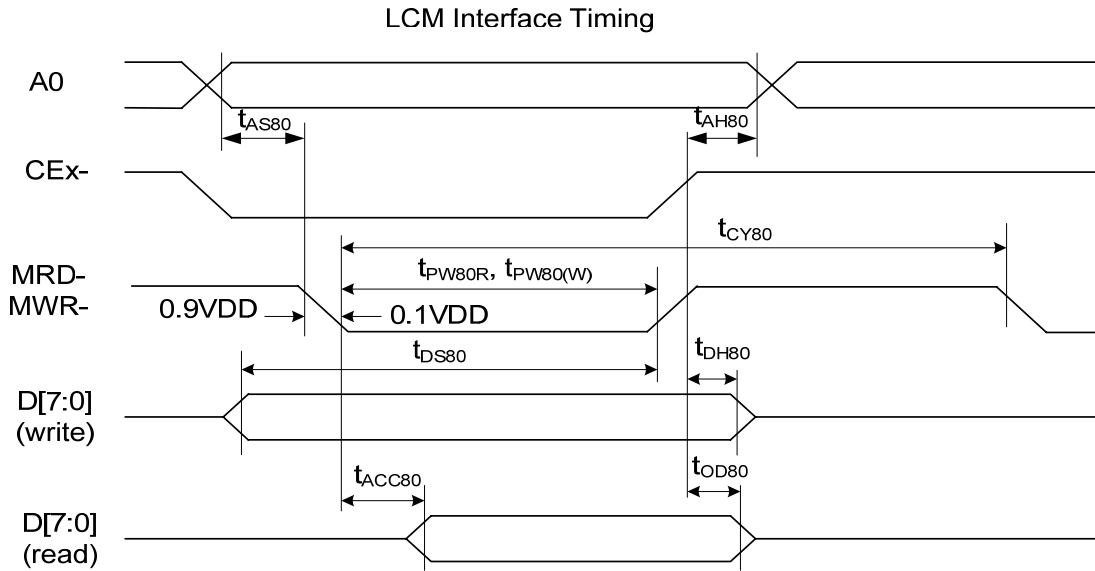 LCM Interface Timing
A0
tAS80
tAH80
CEx-
tCY80
MRD-
MWR-
tPW80R, tPW80(W)
0.9VDD
0.1VDD
tDS80
tDH80
D[7:0]
(write)
tACC80
tOD80
D[7:0]
(read)